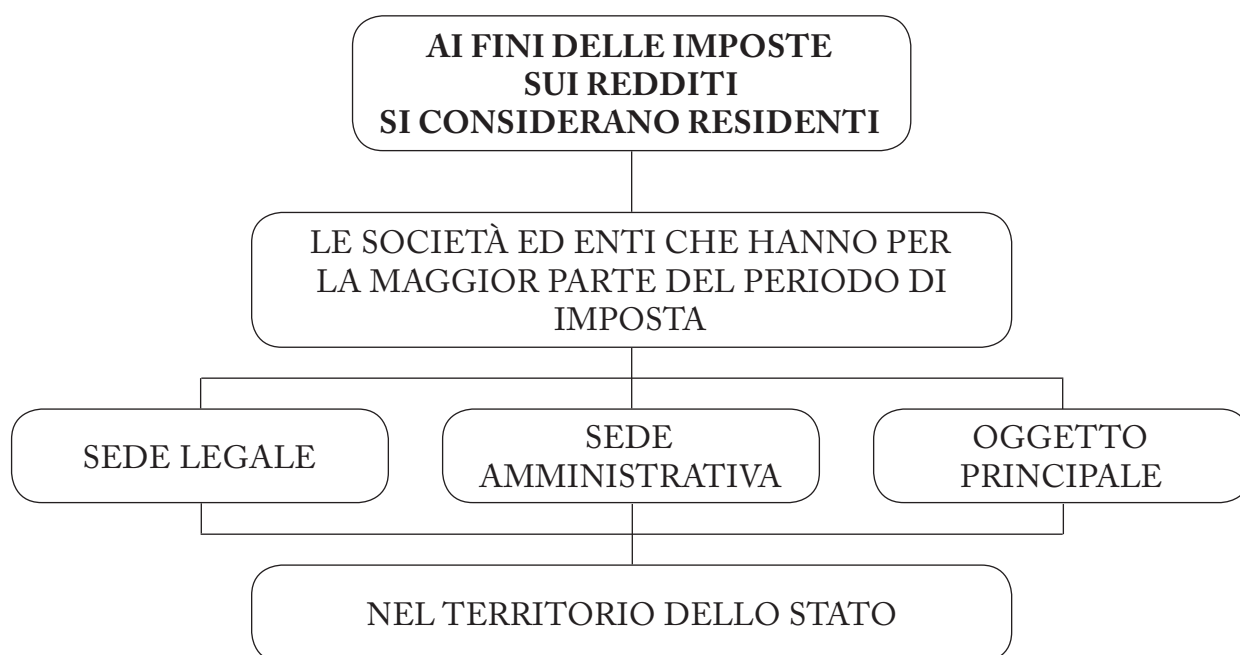 AI FINI DELLE IMPOSTE
SUI REDDITI
SI CONSIDERANO RESIDENTI
LE SOCIETÀ ED ENTI CHE HANNO PER
LA MAGGIOR PARTE DEL PERIODO DI
IMPOSTA
SEDE LEGALE
SEDE
AMMINISTRATIVA
OGGETTO
PRINCIPALE
NEL TERRITORIO DELLO STATO